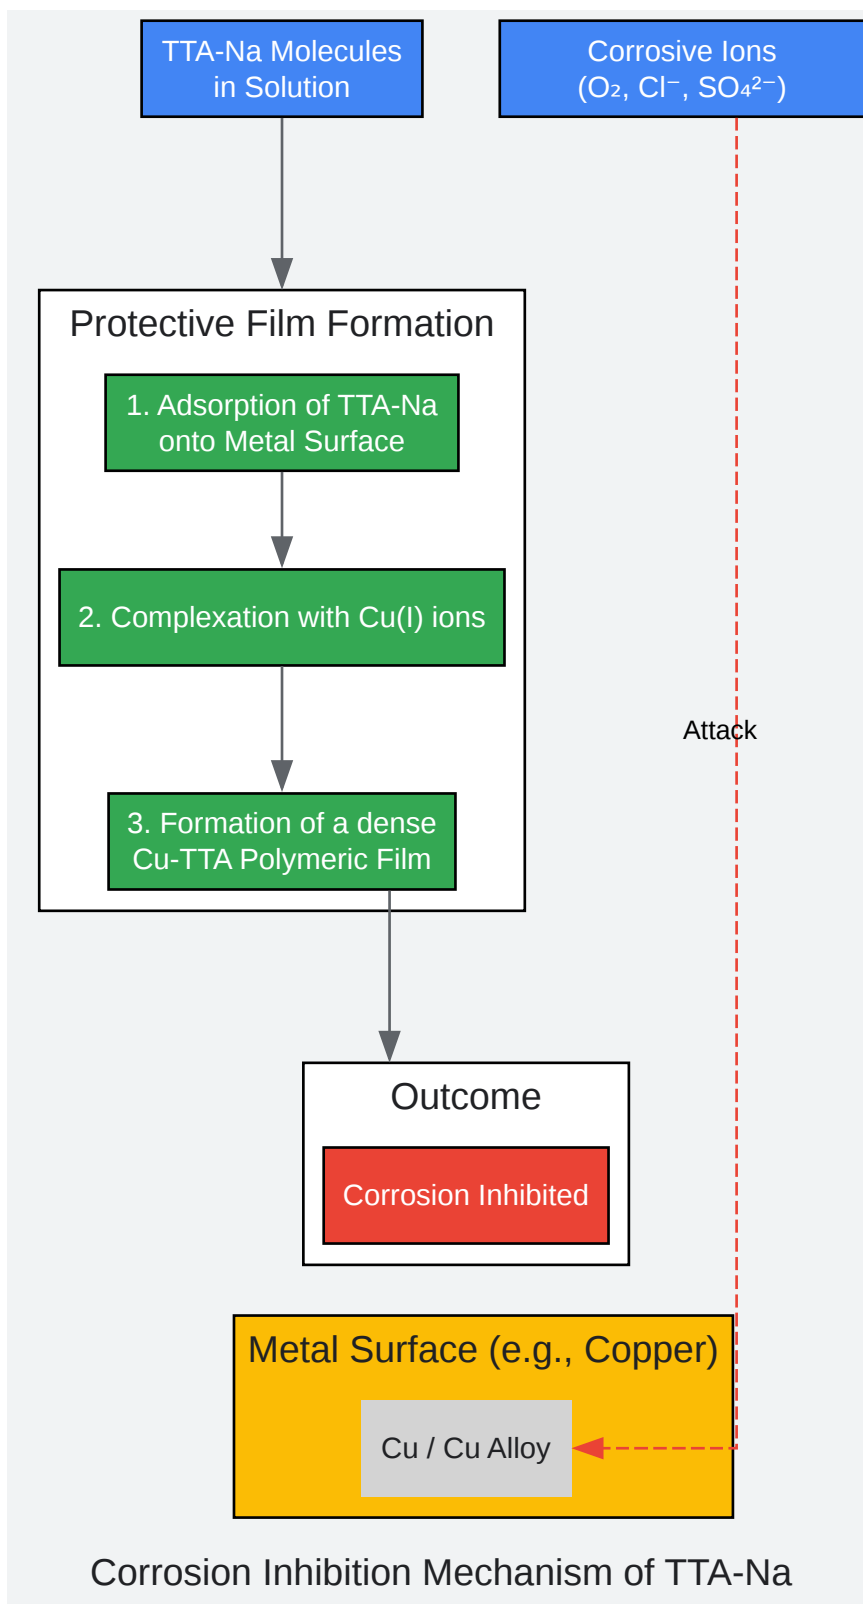 TTA-Na Molecules
in Solution
Corrosive Ions
(O₂, Cl⁻, SO₄²⁻)
Protective Film Formation
1. Adsorption of TTA-Na
onto Metal Surface
2. Complexation with Cu(I) ions
Attack
3. Formation of a dense
Cu-TTA Polymeric Film
Outcome
Corrosion Inhibited
Metal Surface (e.g., Copper)
Cu / Cu Alloy
Corrosion Inhibition Mechanism of TTA-Na